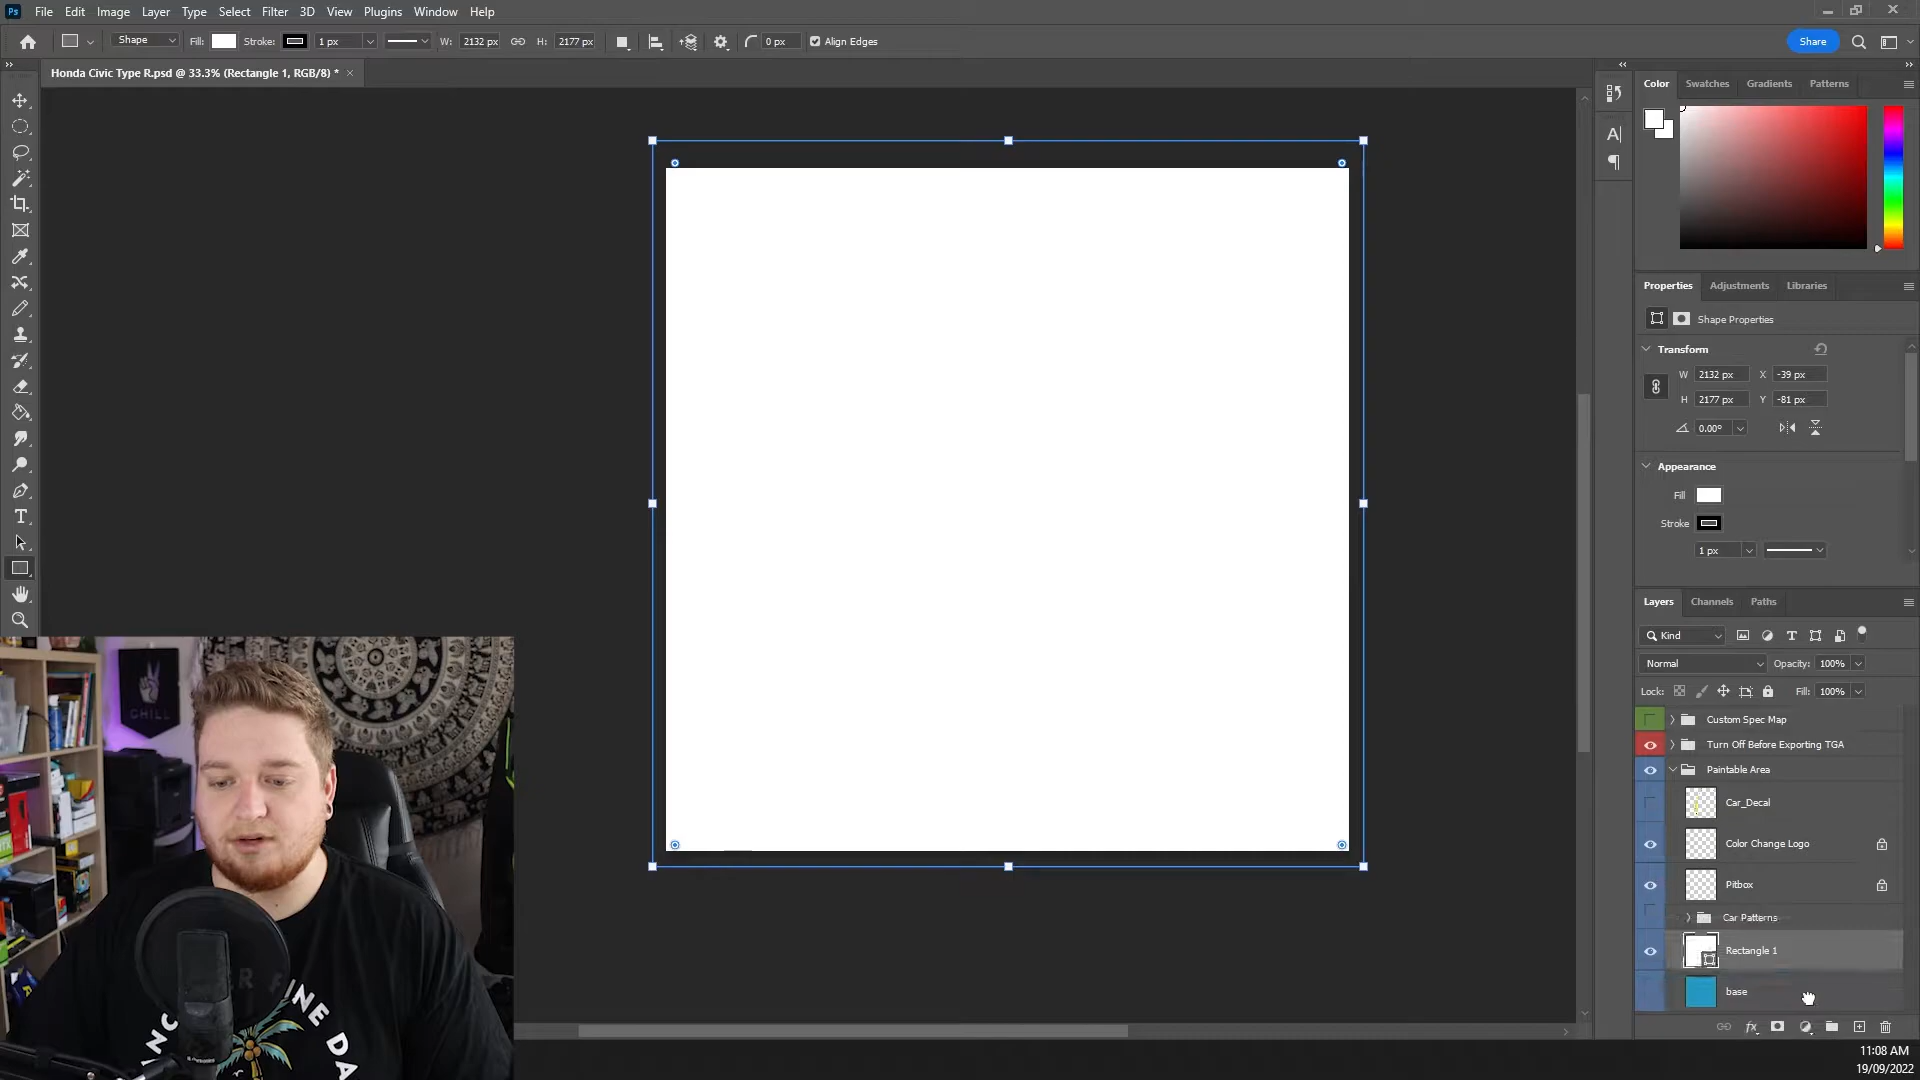 Ps File Edit Image Layer Type Select Filter 3D View Plugins Window Help
Shape Fill: Stroke: 1 px W: 2132 px H: 2177 px 0 px Align Edges Share
Honda Civic Type R.psd @ 33.3% (Rectangle 1, RGB/8) * ×
Color Swatches Gradients Patterns
Properties Adjustments Libraries
Shape Properties
Transform
W 2132 px X -39 px
H 2177 px Y -81 px
0.00°
Appearance
Fill
Stroke
1 px
Layers Channels Paths
Kind
Normal Opacity: 100%
Lock: Fill: 100%
Custom Spec Map
Turn Off Before Exporting TGA
Paintable Area
Car_Decal
Color Change Logo
Pitbox
Car Patterns
Rectangle 1
base
fx
CHILL
R FINE DA
11:08 AM
19/09/2022